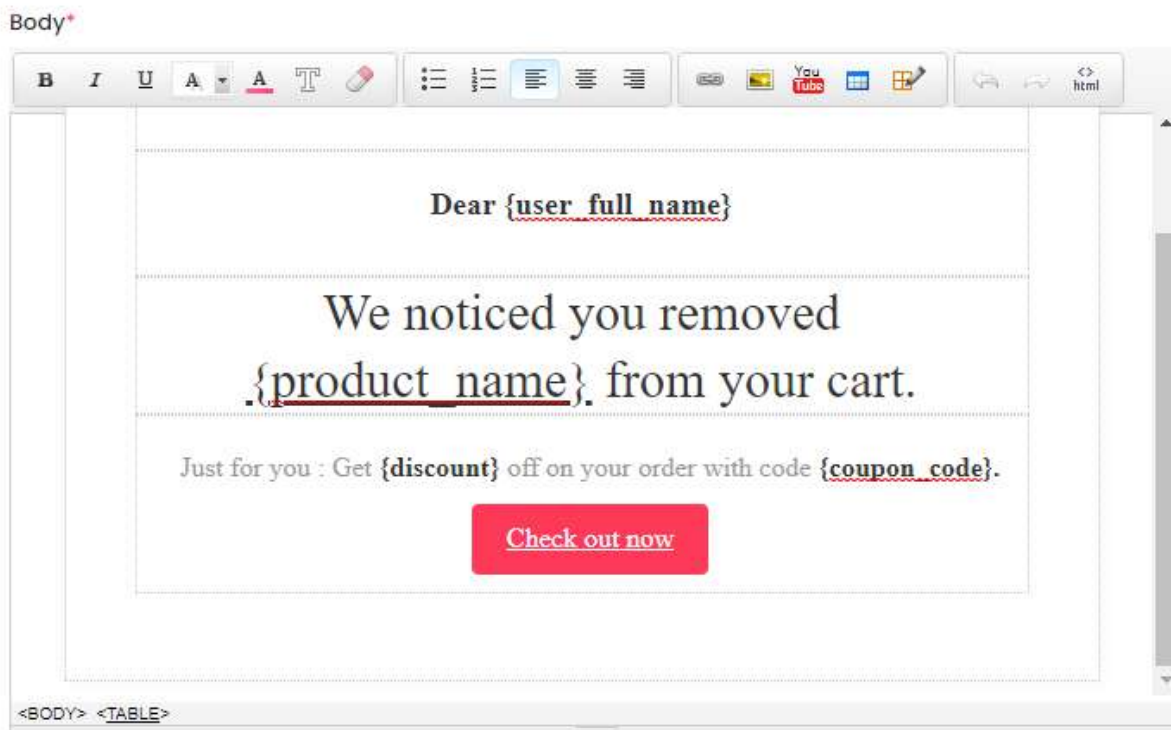 Body*
B I U A A T
You
Tube
<>
html
Dear {user_full_name}
We noticed you removed
{product_name} from your cart.
Just for you : Get {discount} off on your order with code {coupon_code}.
Check out now
<BODY> <TABLE>